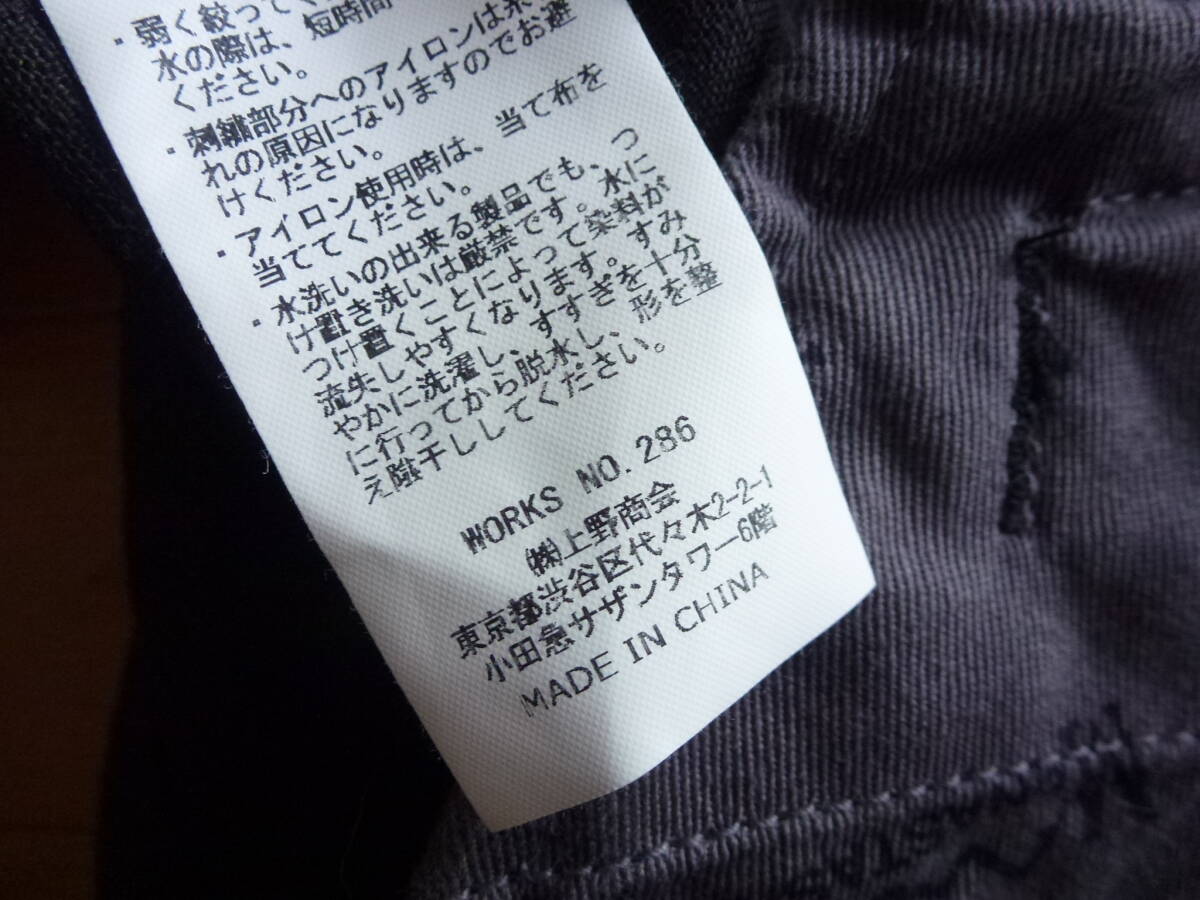 ・弱く絞って
水の際は、短時間
ください。
・刺繍部分へのアイロンは糸
れの原因になりますのでお避
けください。
・アイロン使用時は、当て布を
当ててください。
・水洗いの出来る製品でも、つ
け置き洗いは厳禁です。水に
つけ置くことによって染料が
流失しやすくなります。すみ
やかに洗濯し、すすぎを十分
に行ってから脱水し、形を整
え陰干ししてください。
WORKS NO. 286
㈱上野商会
東京都渋谷区代々木2-2-1
小田急サザンタワー6階
MADE IN CHINA